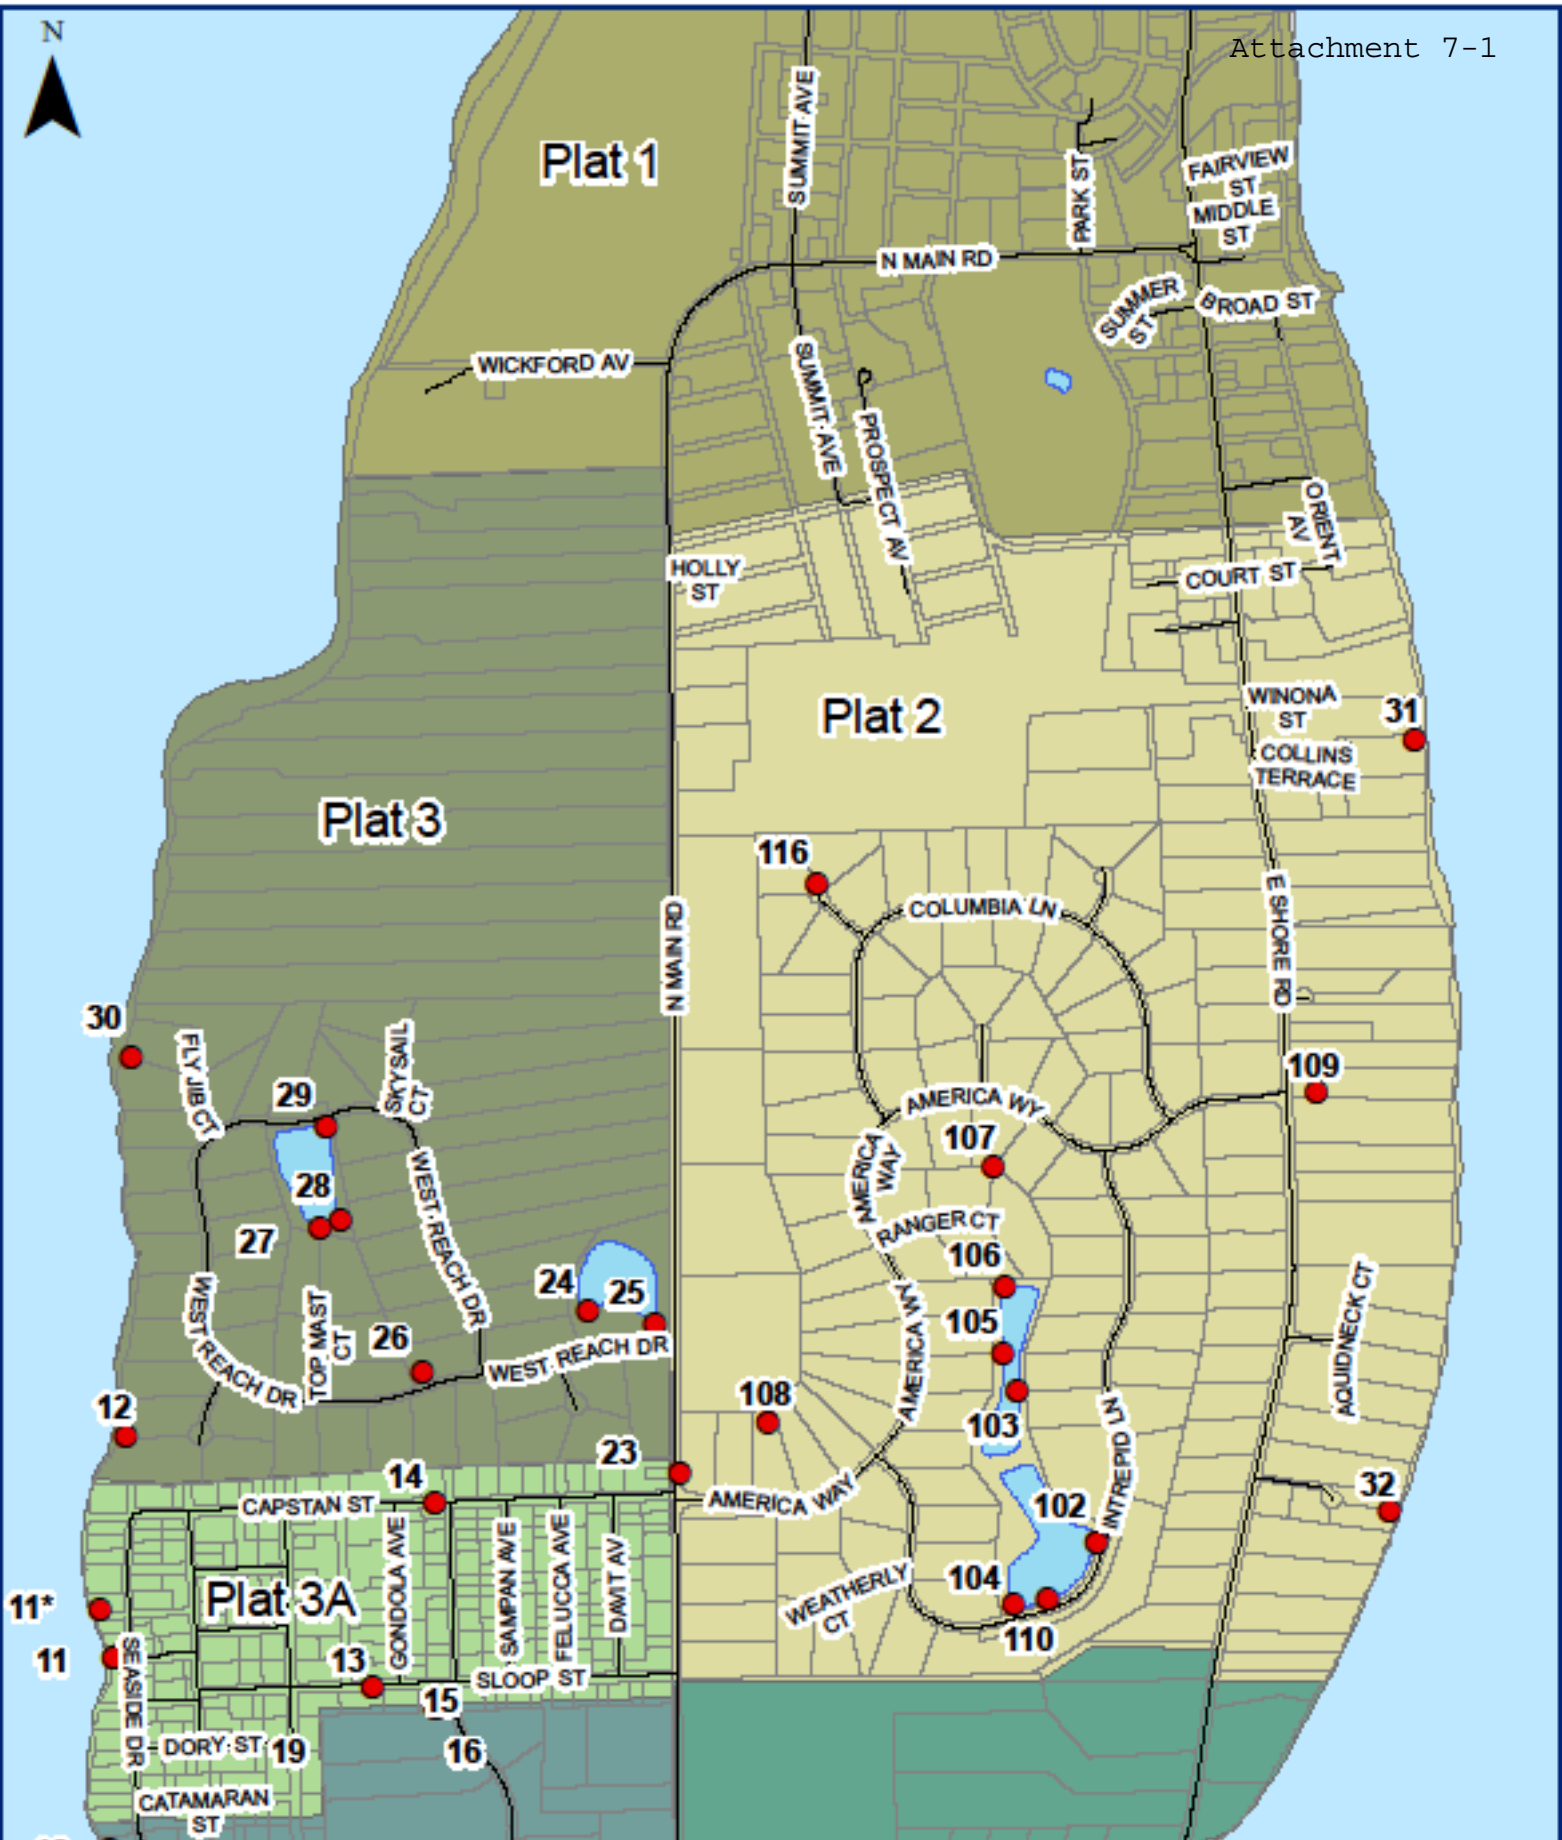 N
Attachment 7-1
SUMMIT AVE
Plat 1
PARK ST
FAIRVIEW
ST
MIDDLE
ST
N MAIN RD
SUMMER
ST
BROAD ST
WICKFORD AV
SUMMIT AVE
PROSPECT AV
ORIENT
AV
HOLLY
ST
COURT ST
WINONA
ST
31
Plat 2
COLLINS
TERRACE
Plat 3
116
COLUMBIA LN
E SHORE RD
N MAIN RD
30
FLY JIB CT
SKYSAIL
CT
29
109
AMERICA WY
107
AMERICA
WAY
28
WEST REACH DR
RANGER CT
27
106
24
25
AQUIDNECK CT
WEST REACH DR
TOP MAST
CT
105
26
AMERICA WY
WEST REACH DR
108
12
103
INTREPID LN
23
14
32
CAPSTAN ST
AMERICA WAY
102
GONDOLA AVE
SAMPAN AVE
FELUCCA AVE
DAVIT AV
104
Plat 3A
WEATHERLY
CT
11*
110
11
SEASIDE DR
13
SLOOP ST
15
DORY ST
19
16
CATAMARAN
ST